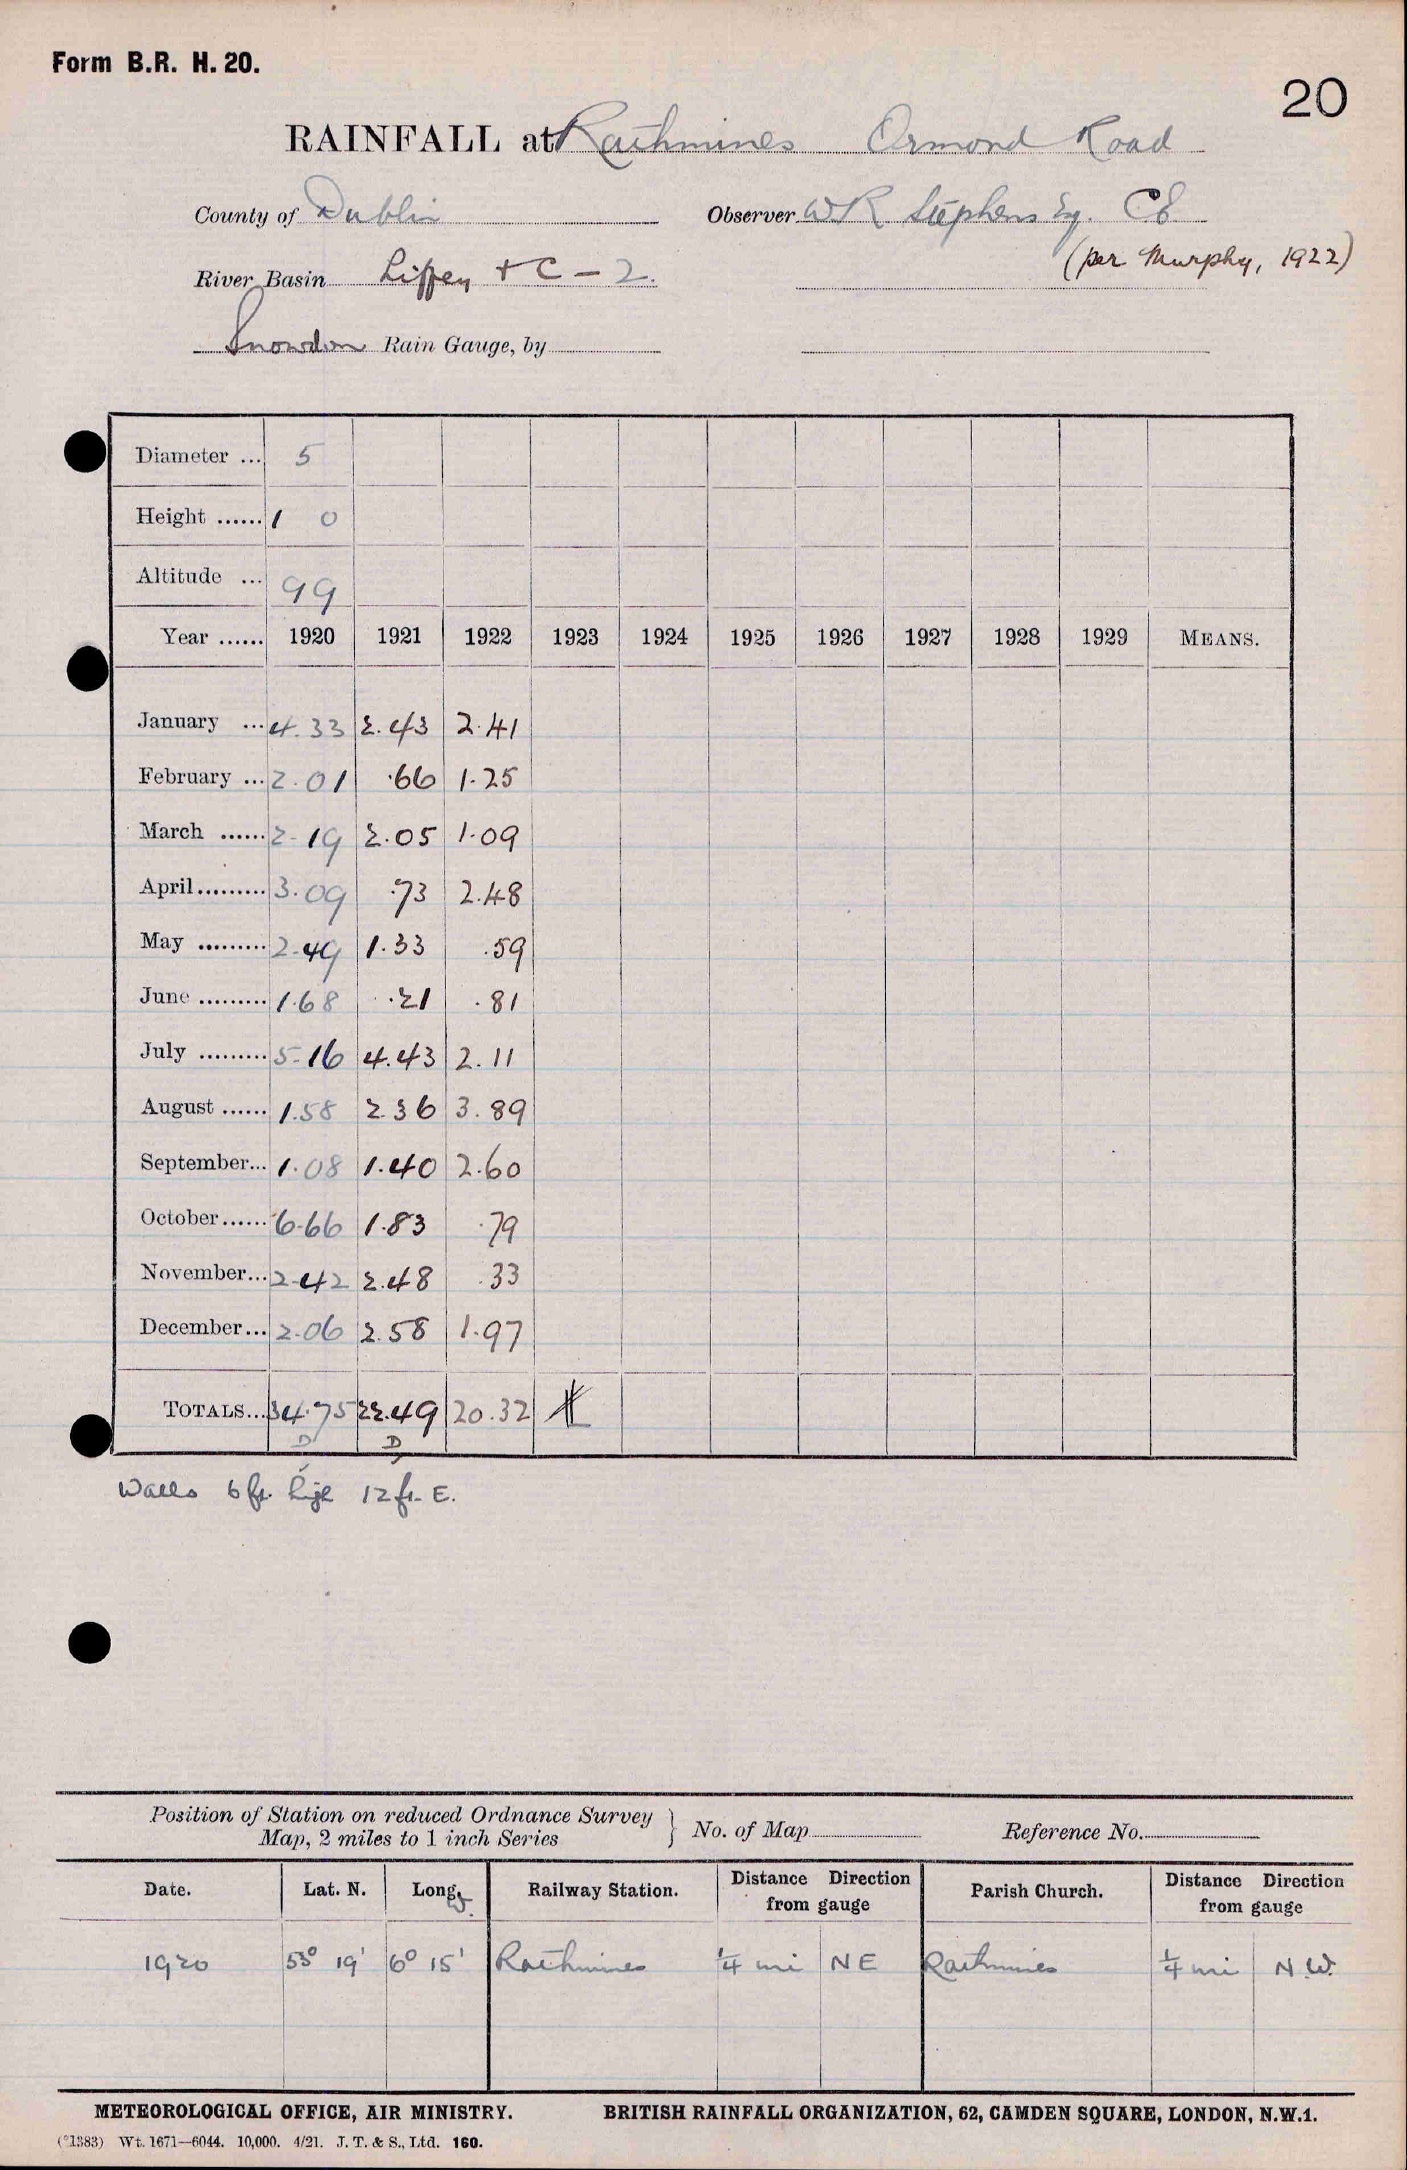 Form B.R. H. 20.
20
RAINFALL at Rathmines Ormond Road
County of Dublin Observer W R Stephens Esq. CE
(per Murphy, 1922)
River Basin Liffey + C - 2.
Snowdon Rain Gauge, by
Diameter ... 5
Height ...... 1 0
Altitude ... 99
Year ...... 1920 1921 1922 1923 1924 1925 1926 1927 1928 1929 MEANS.
January ... 4.33 2.43 2.41
February ... 2.01 .66 1.25
March ...... 2.19 2.05 1.09
April......... 3.09 .73 2.48
May ......... 2.49 1.33 .59
June ......... 1.68 .21 .81
July ......... 5.16 4.43 2.11
August ...... 1.58 2.36 3.89
September... 1.08 1.40 2.60
October...... 6.66 1.83 .79
November... 2.42 2.48 .33
December... 2.06 2.58 1.97
TOTALS... 34.75 22.49 20.32
D D
Walls 6 ft. high 12 ft. E.
Position of Station on reduced Ordnance Survey
Map, 2 miles to 1 inch Series } No. of Map Reference No.
Date. Lat. N. Long. W. Railway Station. Distance Direction from gauge Parish Church. Distance Direction from gauge
1920 53° 19' 6° 15' Rathmines 1/4 mi NE Rathmines 1/4 mi N.W.
METEOROLOGICAL OFFICE, AIR MINISTRY. BRITISH RAINFALL ORGANIZATION, 62, CAMDEN SQUARE, LONDON, N.W.1.
(*1383) Wt. 1671—6044. 10,000. 4/21. J. T. & S., Ltd. 160.